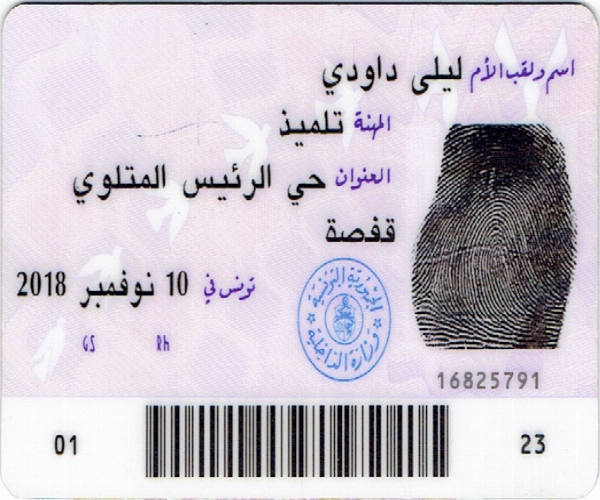 اسم ولقب الأم ليلى داودي
المهنة تلميذ
العنوان حي الرئيس المتلوي
قفصة
تونس في 10 نوفمبر 2018
GS Rh
الجمهورية التونسية
وزارة الداخلية
16825791
01 23